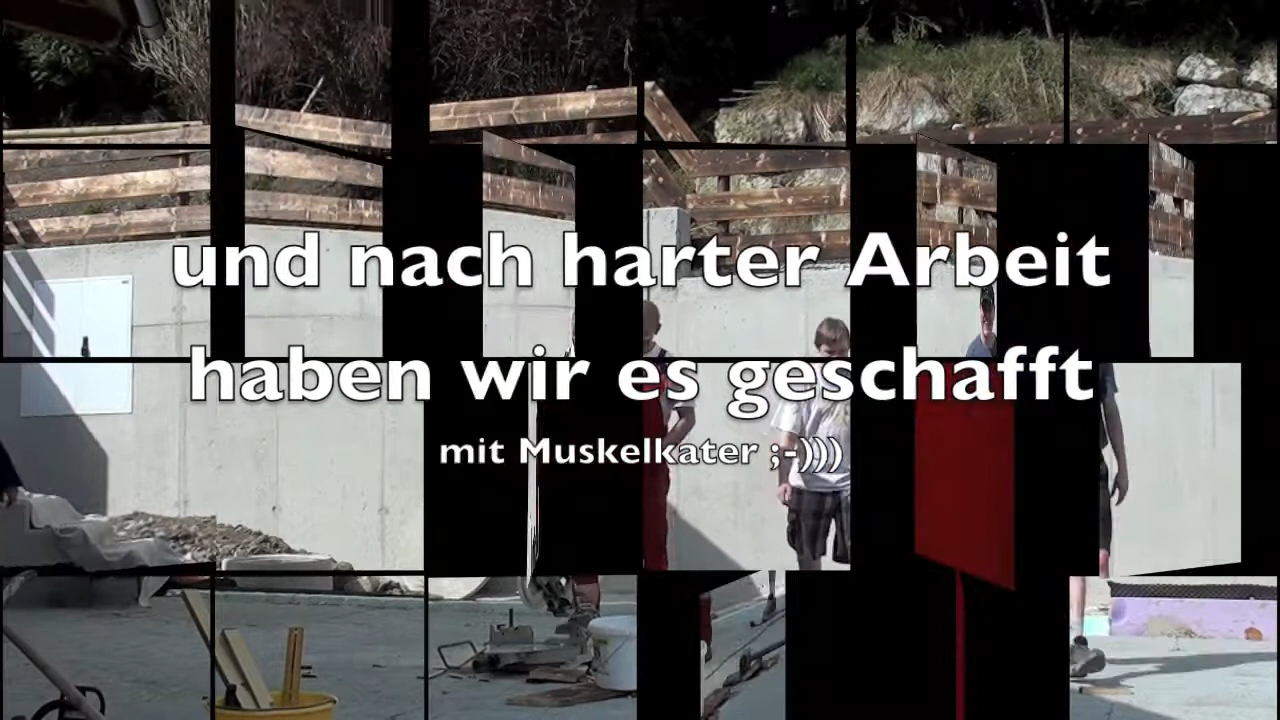 und nach harter Arbeit
haben wir es geschafft
mit Muskelkater ;-)))